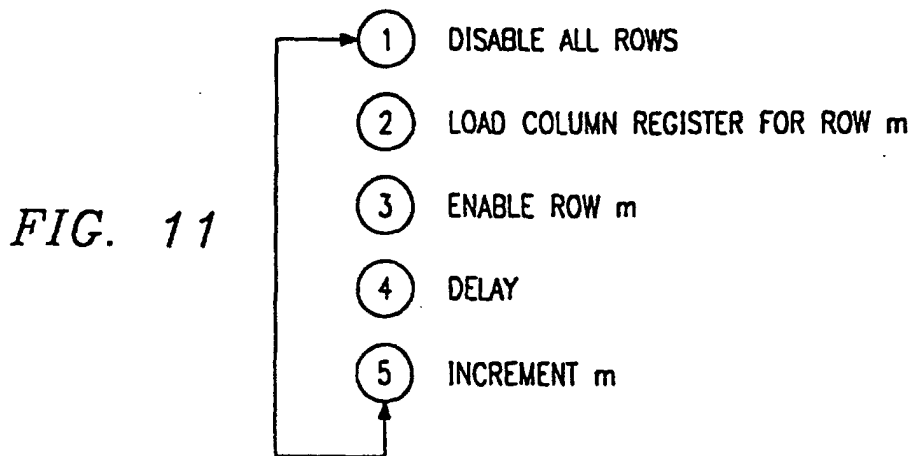 1 DISABLE ALL ROWS
2 LOAD COLUMN REGISTER FOR ROW m
3 ENABLE ROW m
FIG. 11
4 DELAY
5 INCREMENT m